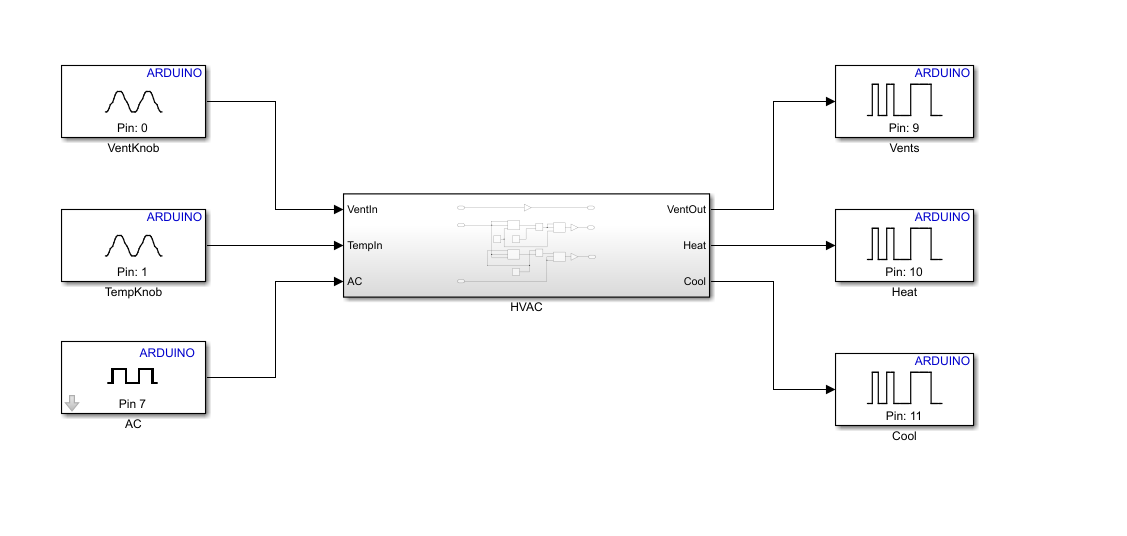 ARDUINO
Pin: 0
VentKnob
ARDUINO
Pin: 1
TempKnob
ARDUINO
Pin 7
AC
VentIn
TempIn
AC
VentOut
Heat
Cool
HVAC
ARDUINO
Pin: 9
Vents
ARDUINO
Pin: 10
Heat
ARDUINO
Pin: 11
Cool